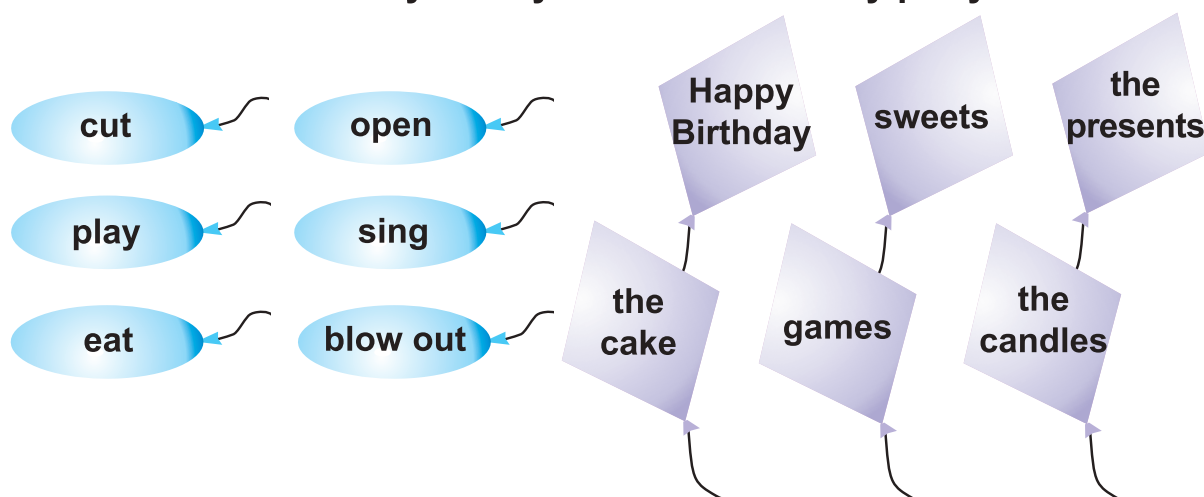 cut
open
play
sing
eat
blow out
Happy
Birthday
sweets
the
presents
the
cake
games
the
candles